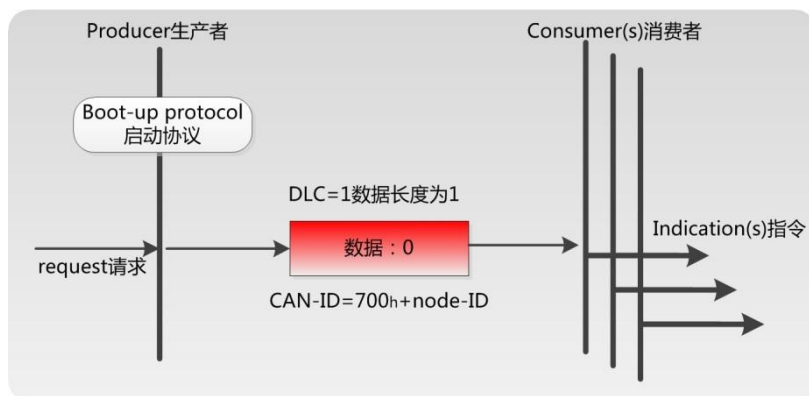 Producer生产者
Consumer(s)消费者
Boot-up protocol
启动协议
DLC=1数据长度为1
数据：0
Indication(s)指令
request请求
CAN-ID=700h+node-ID